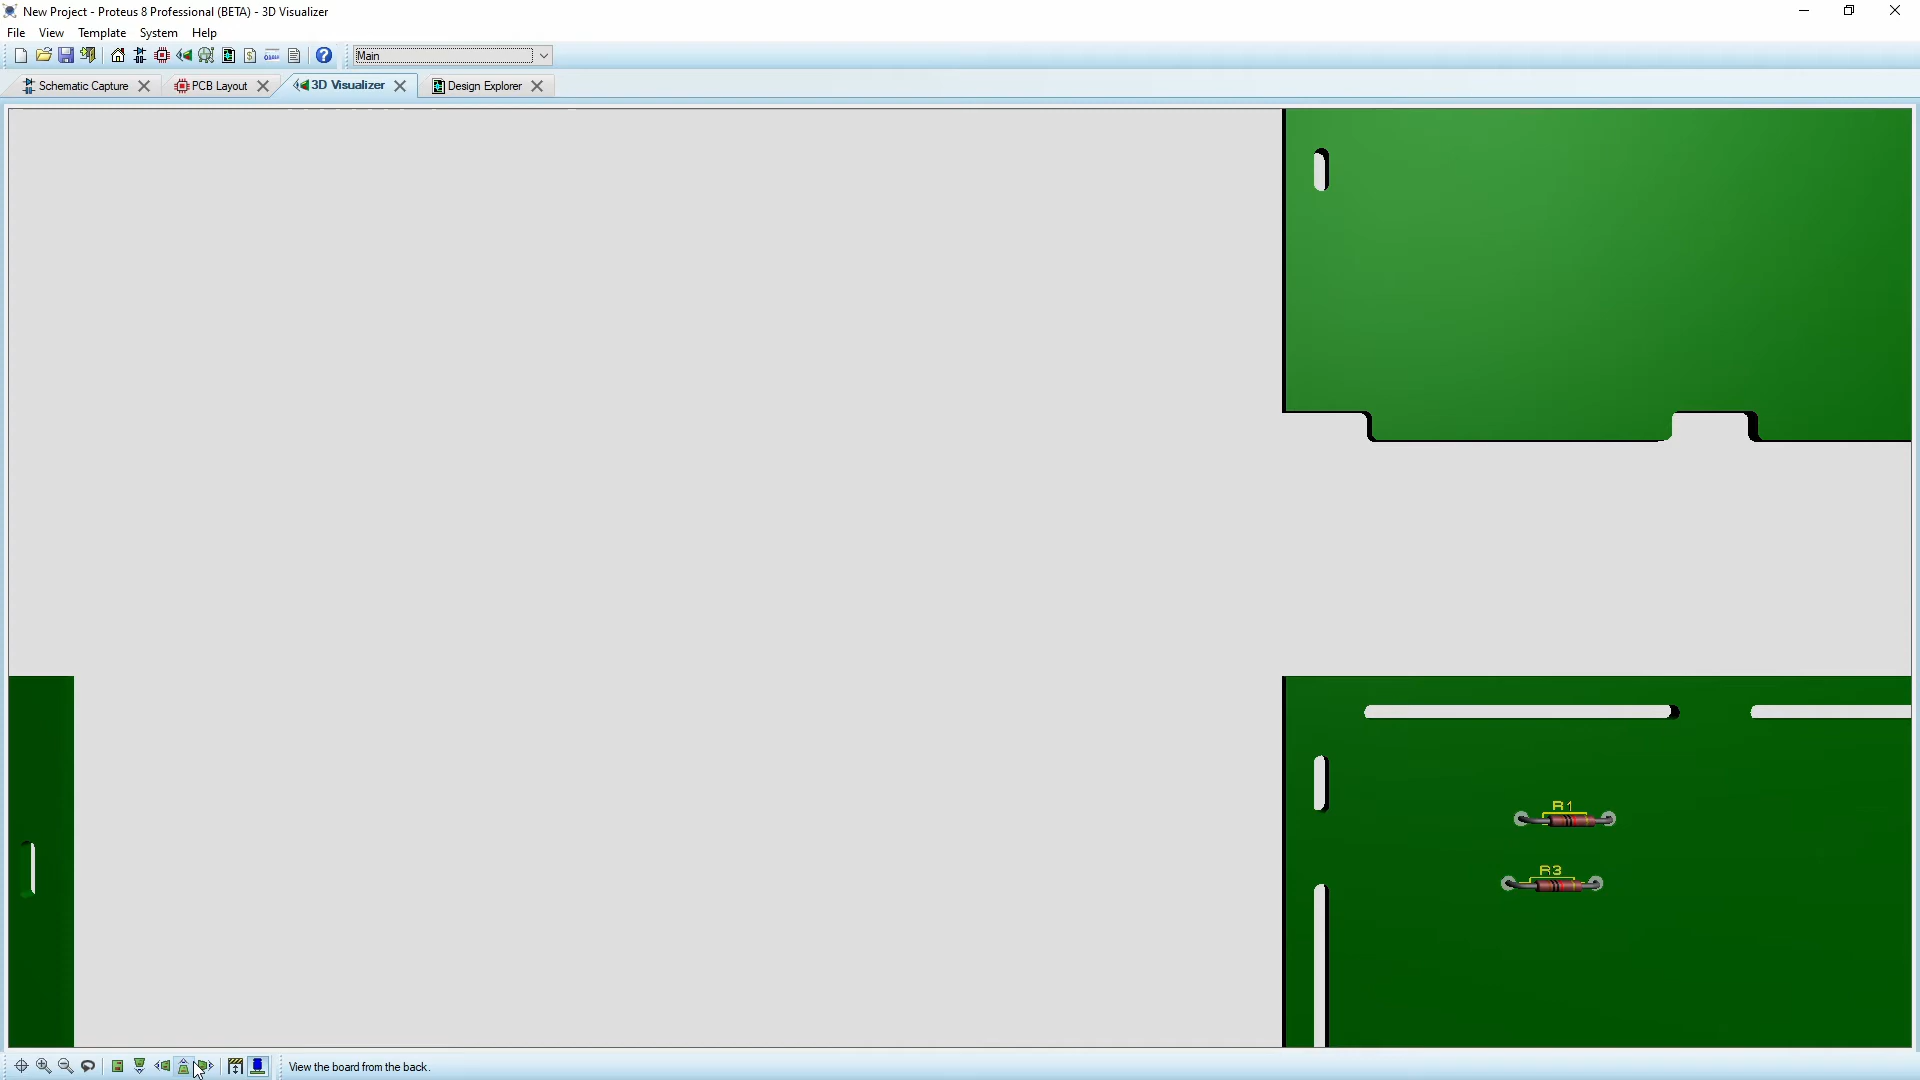 New Project - Proteus 8 Professional (BETA) - 3D Visualizer
File View Template System Help
Main
Schematic Capture PCB Layout 3D Visualizer Design Explorer
R1
R3
View the board from the back.